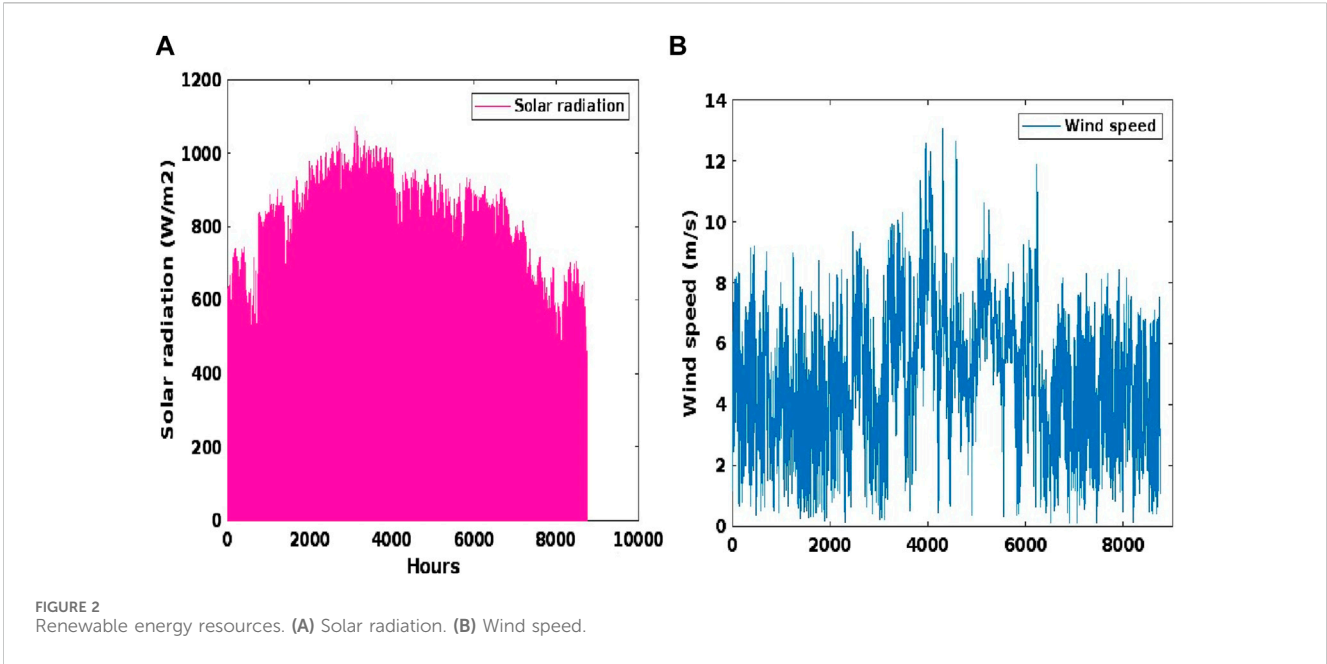 A
B
1200
1000
800
600
400
200
0
Solar radiation (W/m2)
Solar radiation
0 2000 4000 6000 8000 10000
Hours
14
12
10
8
6
4
2
0
Wind speed (m/s)
Wind speed
0 2000 4000 6000 8000
FIGURE 2
Renewable energy resources. (A) Solar radiation. (B) Wind speed.